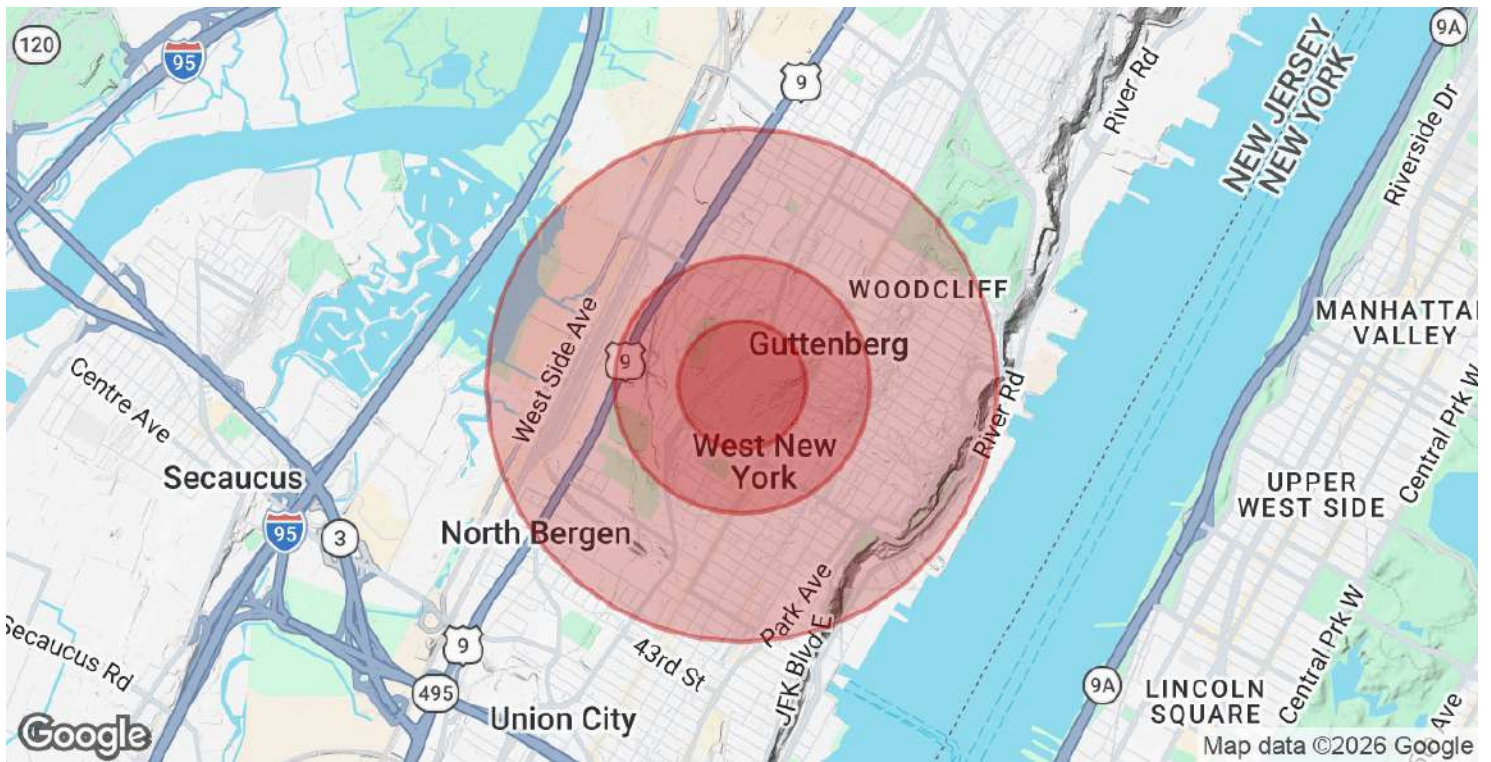 120
95
9
9A
River Rd
NEW JERSEY
NEW YORK
Riverside Dr
WOODCLIFF
MANHATTA
VALLEY
Guttenberg
9
West Side Ave
Centre Ave
River Rd
Central Prk W
West New
York
Secaucus
UPPER
WEST SIDE
95
3
North Bergen
Park Ave
Secaucus Rd
9
43rd St
JFK Blvd E
Central Prk W
495
9A
LINCOLN
SQUARE
Union City
Ave
Google
Map data ©2026 Google